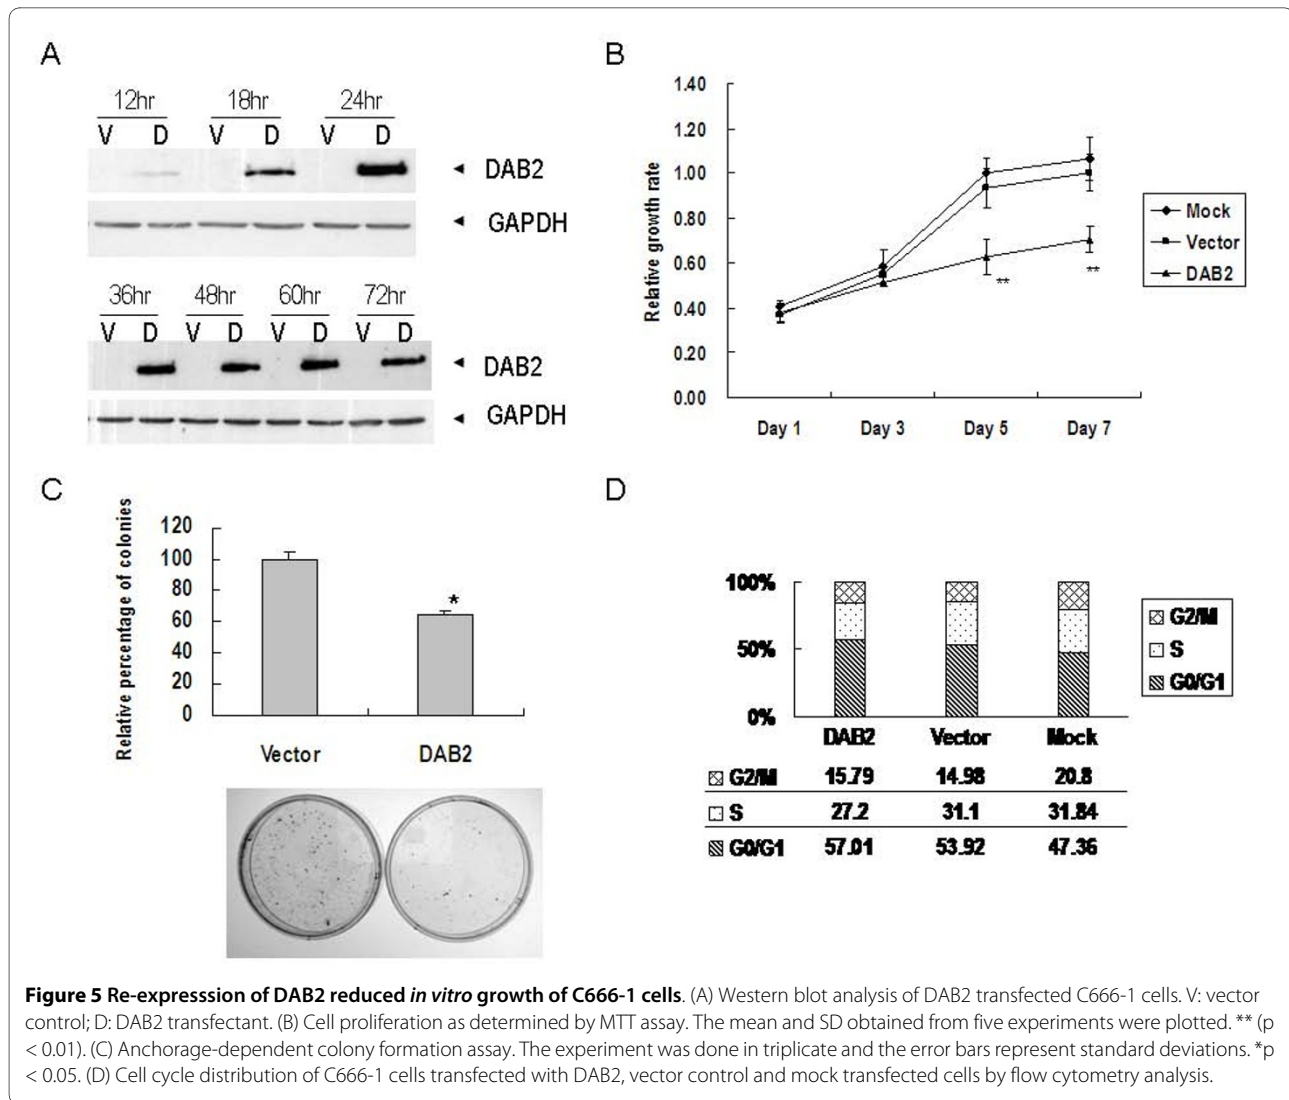 A
12hr 18hr 24hr
V D V D V D
DAB2
GAPDH
36hr 48hr 60hr 72hr
V D V D V D V D
DAB2
GAPDH
B
Relative growth rate
1.40
1.20
1.00
0.80
0.60
0.40
0.20
0.00
**
**
Day 1 Day 3 Day 5 Day 7
Mock
Vector
DAB2
C
Relative percentage of colonies
120
100
80
60
40
20
0
*
Vector DAB2
D
100%
50%
0%
G2/M
S
G0/G1
DAB2 Vector Mock
G2/M 15.79 14.98 20.8
S 27.2 31.1 31.84
G0/G1 57.01 53.92 47.36
Figure 5 Re-expresssion of DAB2 reduced in vitro growth of C666-1 cells. (A) Western blot analysis of DAB2 transfected C666-1 cells. V: vector
control; D: DAB2 transfectant. (B) Cell proliferation as determined by MTT assay. The mean and SD obtained from five experiments were plotted. ** (p
< 0.01). (C) Anchorage-dependent colony formation assay. The experiment was done in triplicate and the error bars represent standard deviations. *p
< 0.05. (D) Cell cycle distribution of C666-1 cells transfected with DAB2, vector control and mock transfected cells by flow cytometry analysis.